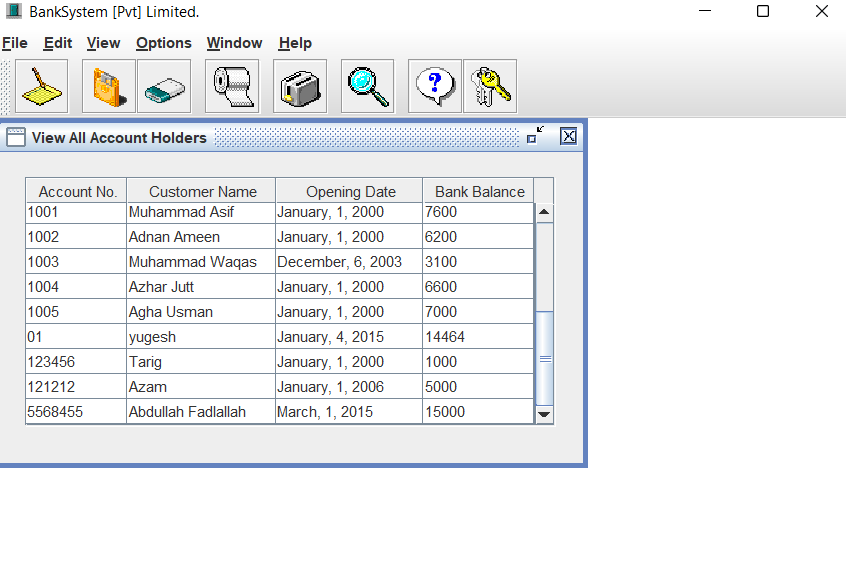 BankSystem [Pvt] Limited.
File Edit View Options Window Help
View All Account Holders
Account No. Customer Name Opening Date Bank Balance
1001 Muhammad Asif January, 1, 2000 7600
1002 Adnan Ameen January, 1, 2000 6200
1003 Muhammad Waqas December, 6, 2003 3100
1004 Azhar Jutt January, 1, 2000 6600
1005 Agha Usman January, 1, 2000 7000
01 yugesh January, 4, 2015 14464
123456 Tarig January, 1, 2000 1000
121212 Azam January, 1, 2006 5000
5568455 Abdullah Fadlallah March, 1, 2015 15000